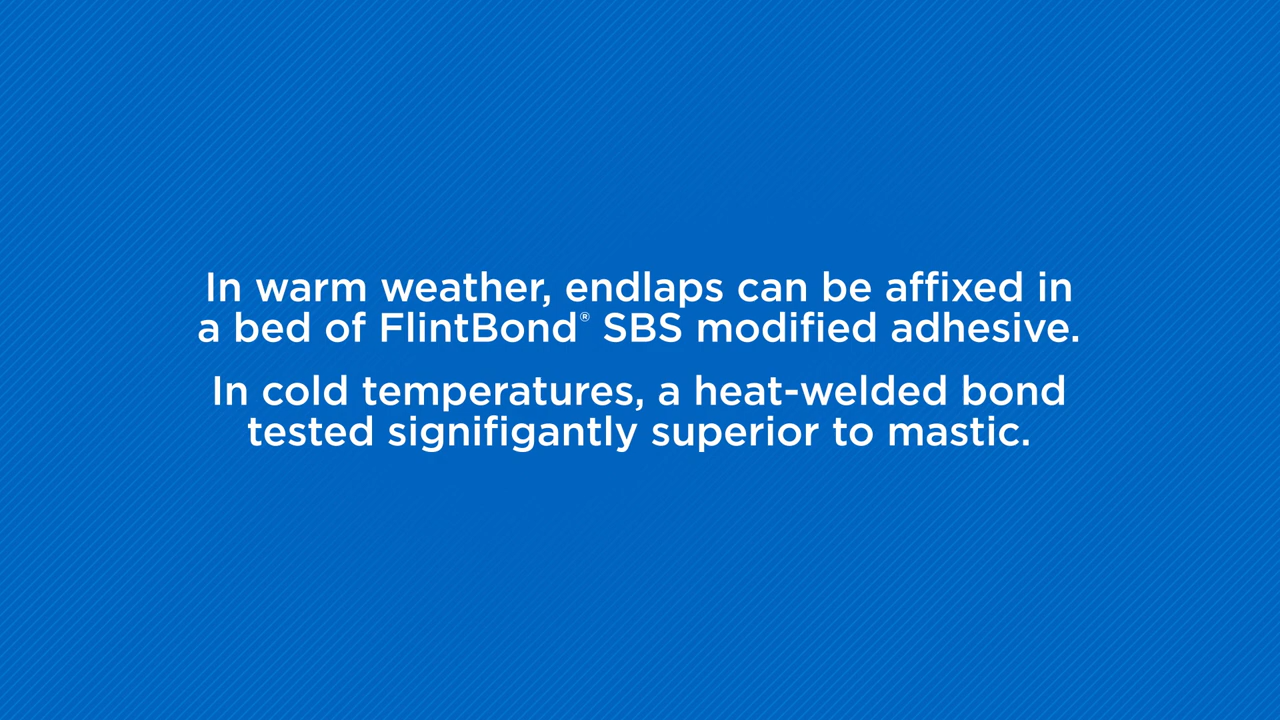 In warm weather, endlaps can be affixed in
a bed of FlintBond® SBS modified adhesive.
In cold temperatures, a heat-welded bond
tested signifigantly superior to mastic.